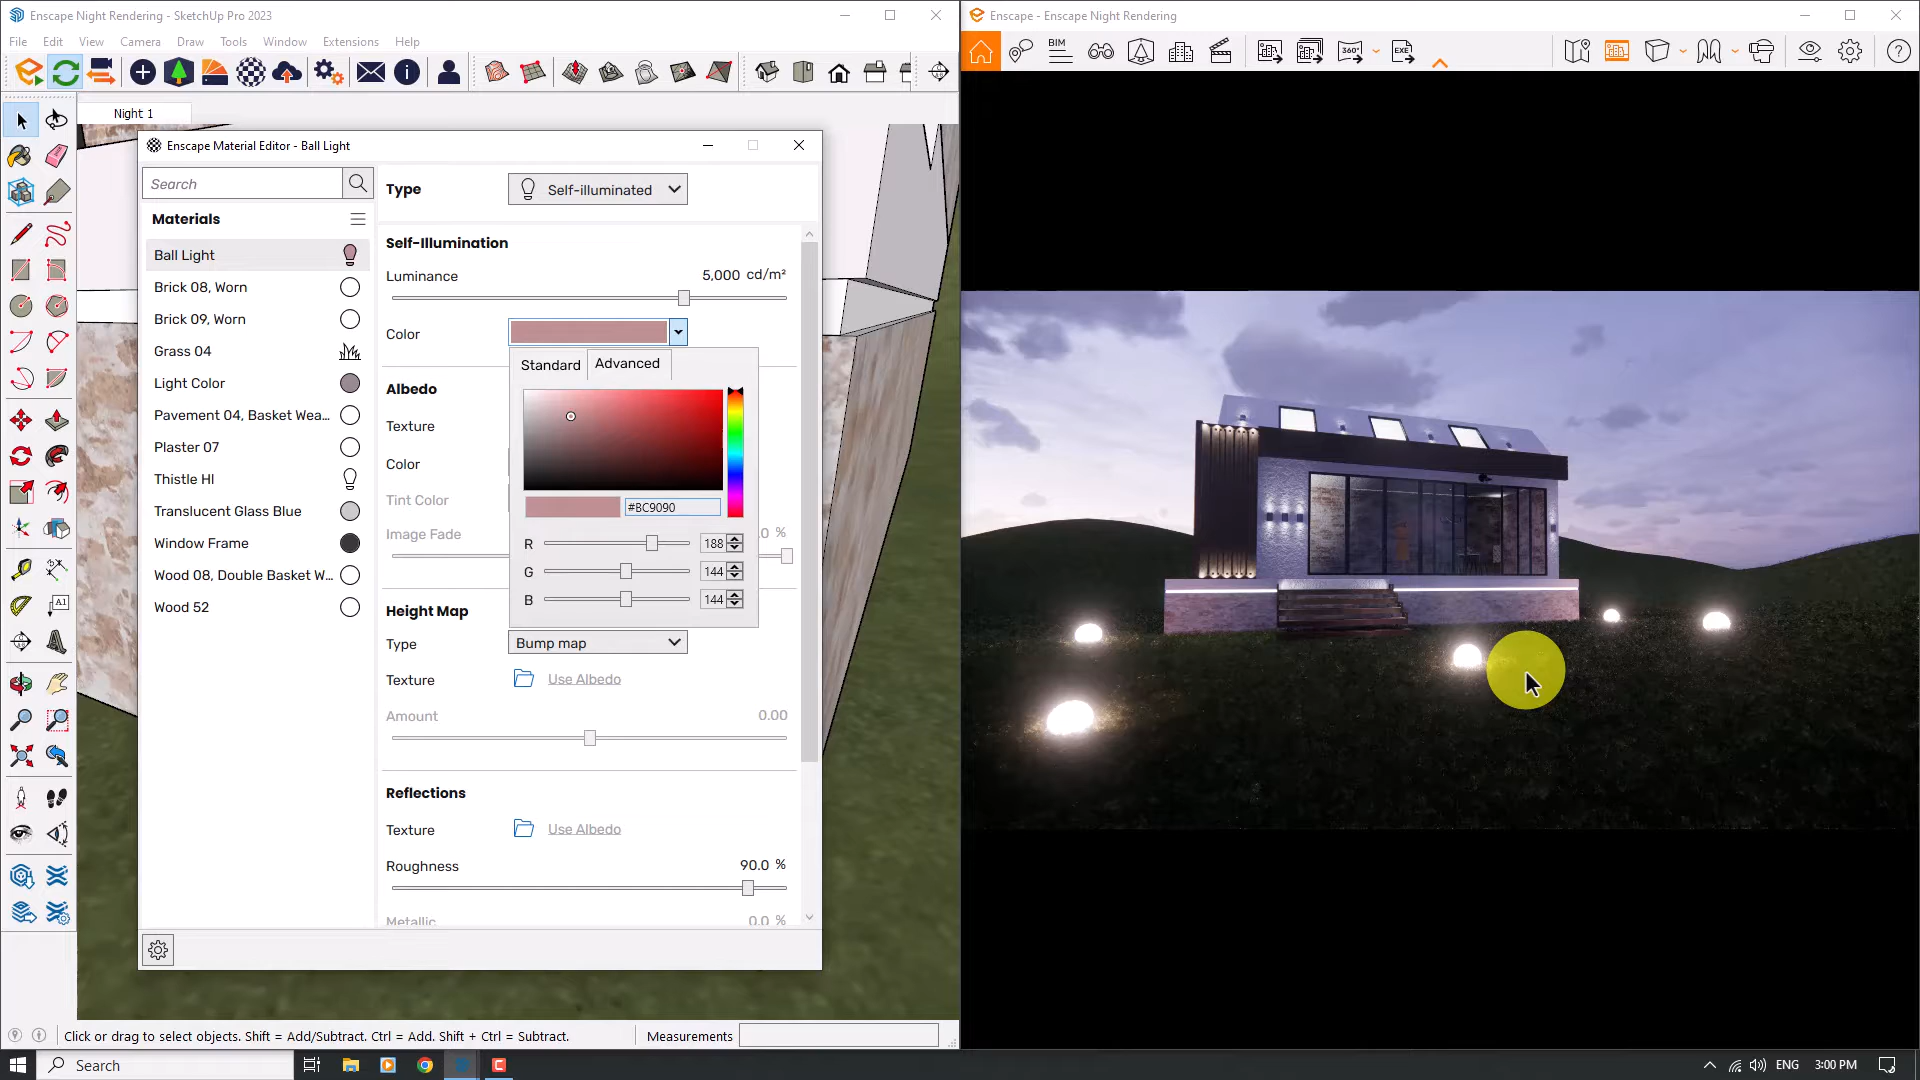 Enscape Night Rendering - SketchUp Pro 2023
Enscape - Enscape Night Rendering
File Edit View Camera Draw Tools Window Extensions Help
BIM
360°
EXE
Night 1
Enscape Material Editor - Ball Light
Search
Type
Self-illuminated
Materials
Ball Light
Brick 08, Worn
Brick 09, Worn
Grass 04
Light Color
Pavement 04, Basket Wea...
Plaster 07
Thistle HI
Translucent Glass Blue
Window Frame
Wood 08, Double Basket W...
Wood 52
Self-Illumination
Luminance 5,000 cd/m²
Color
Standard Advanced
#BC9090
R 188
G 144
B 144
Albedo
Texture
Color
Tint Color
Image Fade .0 %
Height Map
Type Bump map
Texture Use Albedo
Amount 0.00
Reflections
Texture Use Albedo
Roughness 90.0 %
Metallic 0.0 %
A1
Click or drag to select objects. Shift = Add/Subtract. Ctrl = Add. Shift + Ctrl = Subtract.
Measurements
Search
ENG
3:00 PM